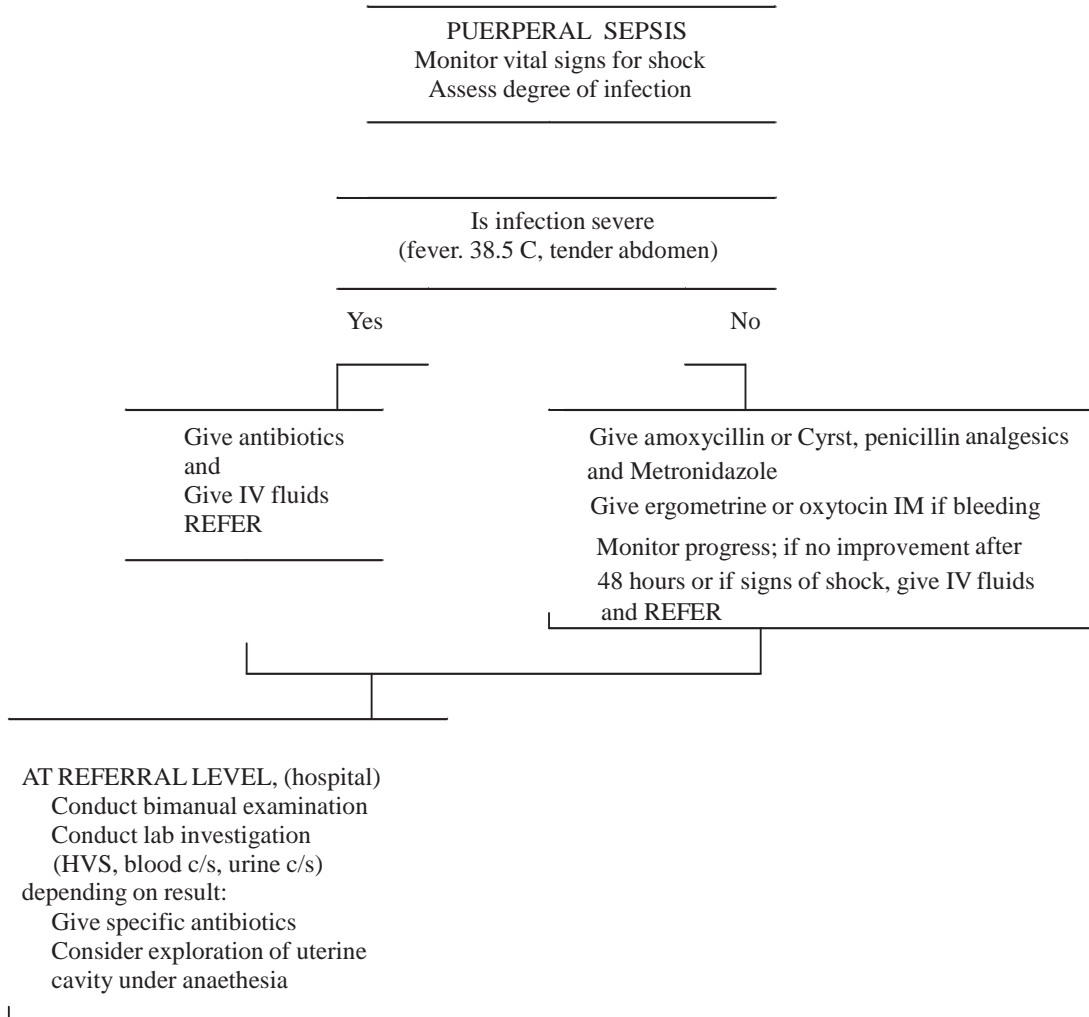 PUERPERAL SEPSIS
Monitor vital signs for shock
Assess degree of infection
Is infection severe
(fever. 38.5 C, tender abdomen)
Yes
No
Give antibiotics
and
Give IV fluids
REFER
Give amoxycillin or Cyrst, penicillin analgesics
and Metronidazole
Give ergometrine or oxytocin IM if bleeding
Monitor progress; if no improvement after
48 hours or if signs of shock, give IV fluids
and REFER
AT REFERRAL LEVEL, (hospital)
Conduct bimanual examination
Conduct lab investigation
(HVS, blood c/s, urine c/s)
depending on result:
Give specific antibiotics
Consider exploration of uterine
cavity under anaethesia